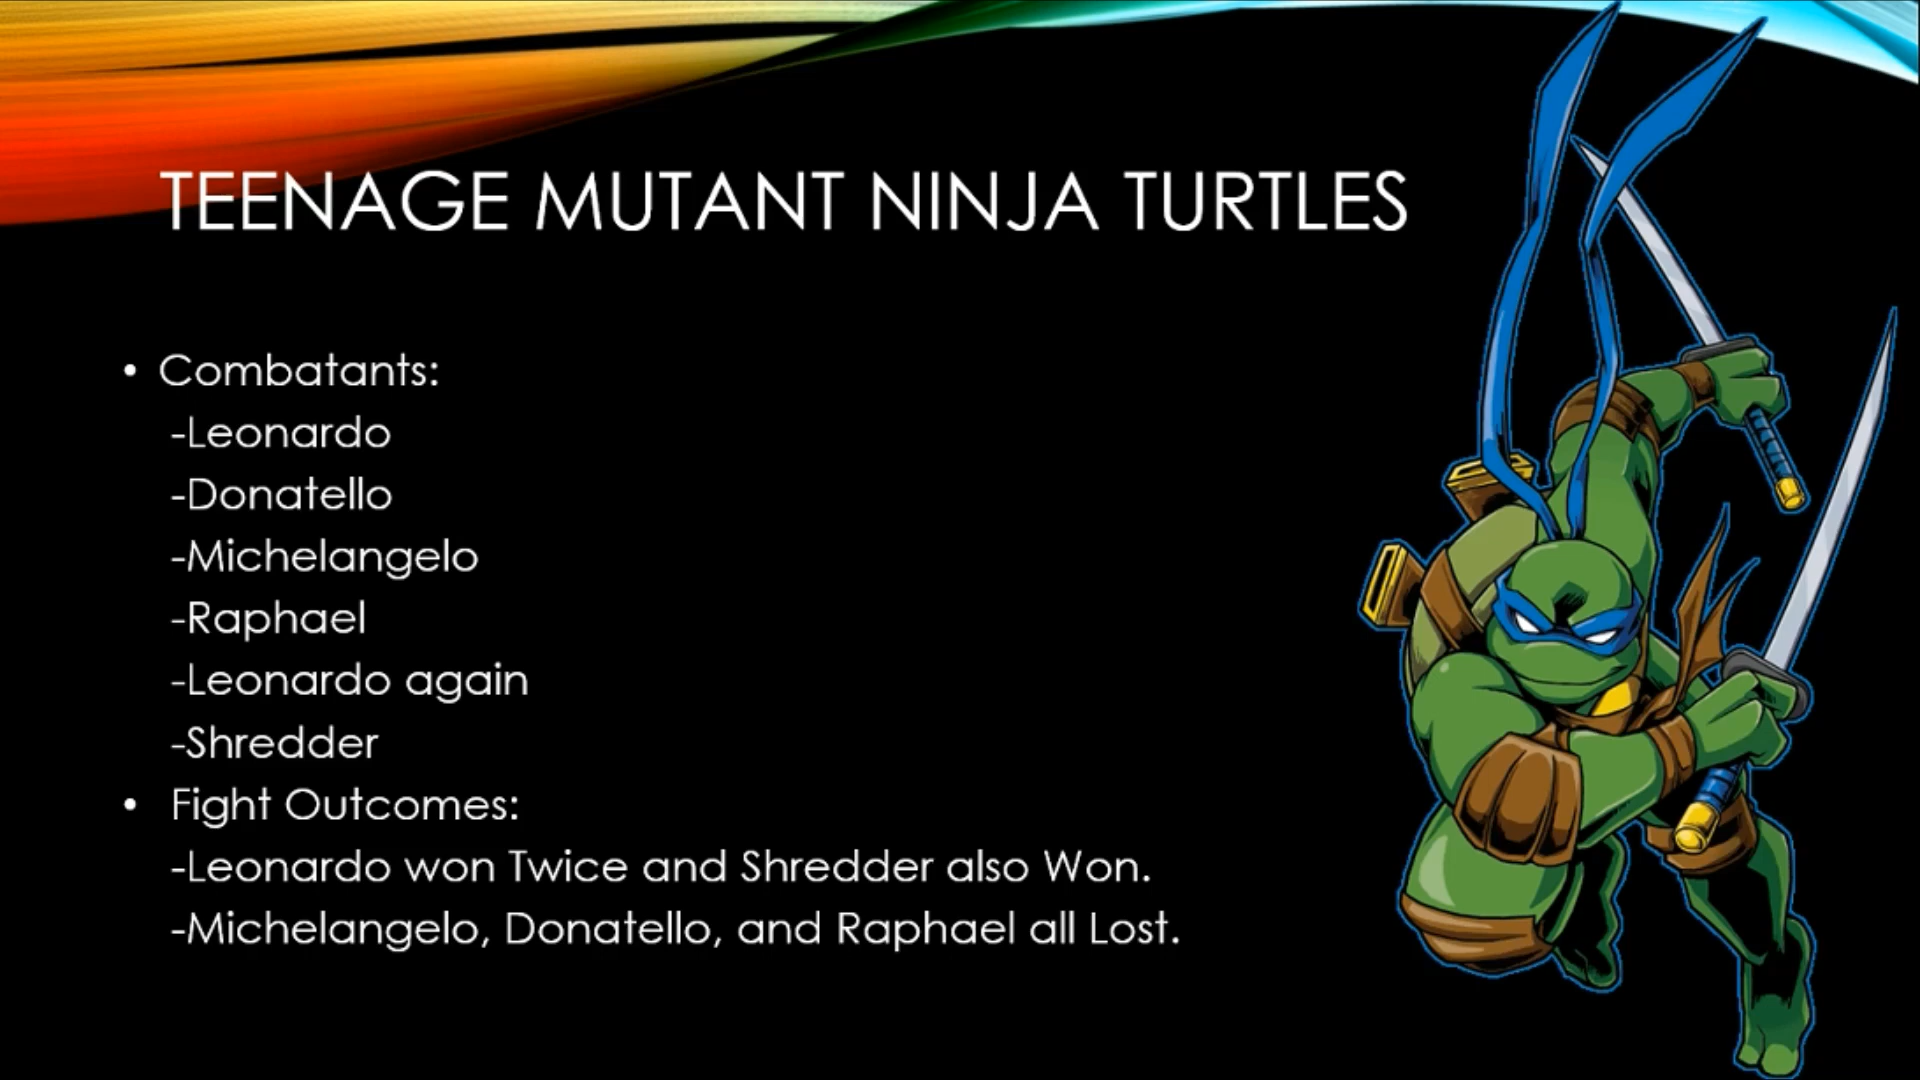 TEENAGE MUTANT NINJA TURTLES
• Combatants:
-Leonardo
-Donatello
-Michelangelo
-Raphael
-Leonardo again
-Shredder
• Fight Outcomes:
-Leonardo won Twice and Shredder also Won.
-Michelangelo, Donatello, and Raphael all Lost.